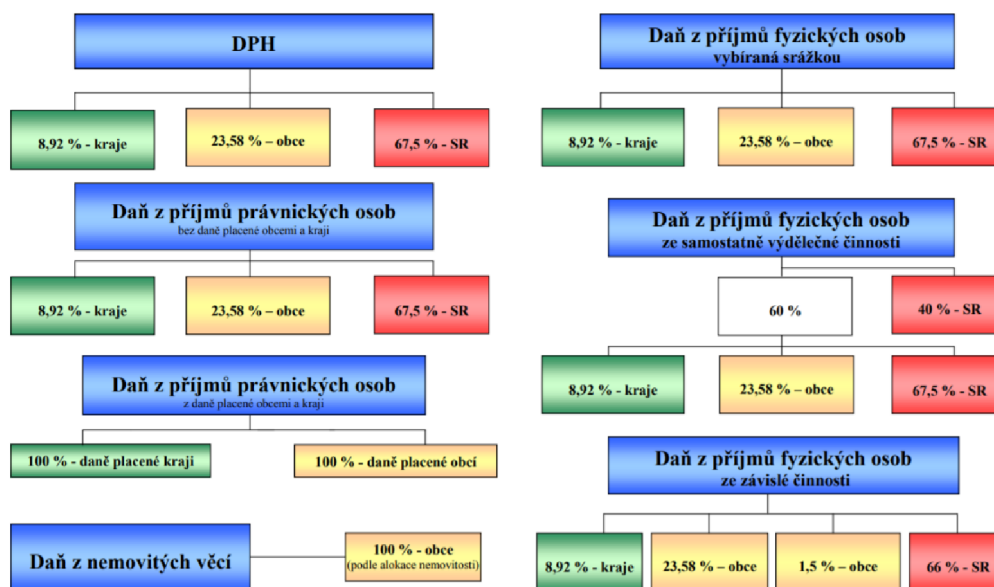 DPH
8,92 % - kraje
23,58 % – obce
67,5 % - SR
Daň z příjmů právnických osob
bez daně placené obcemi a kraji
8,92 % - kraje
23,58 % – obce
67,5 % - SR
Daň z příjmů právnických osob
z daně placené obcemi a kraji
100 % - daně placené kraji
100 % - daně placené obcí
Daň z nemovitých věcí
100 % - obce
(podle alokace nemovitosti)
Daň z příjmů fyzických osob
vybíraná srážkou
8,92 % - kraje
23,58 % – obce
67,5 % - SR
Daň z příjmů fyzických osob
ze samostatně výdělečné činnosti
60 %
40 % - SR
8,92 % - kraje
23,58 % – obce
67,5 % - SR
Daň z příjmů fyzických osob
ze závislé činnosti
8,92 % - kraje
23,58 % – obce
1,5 % – obce
66 % - SR